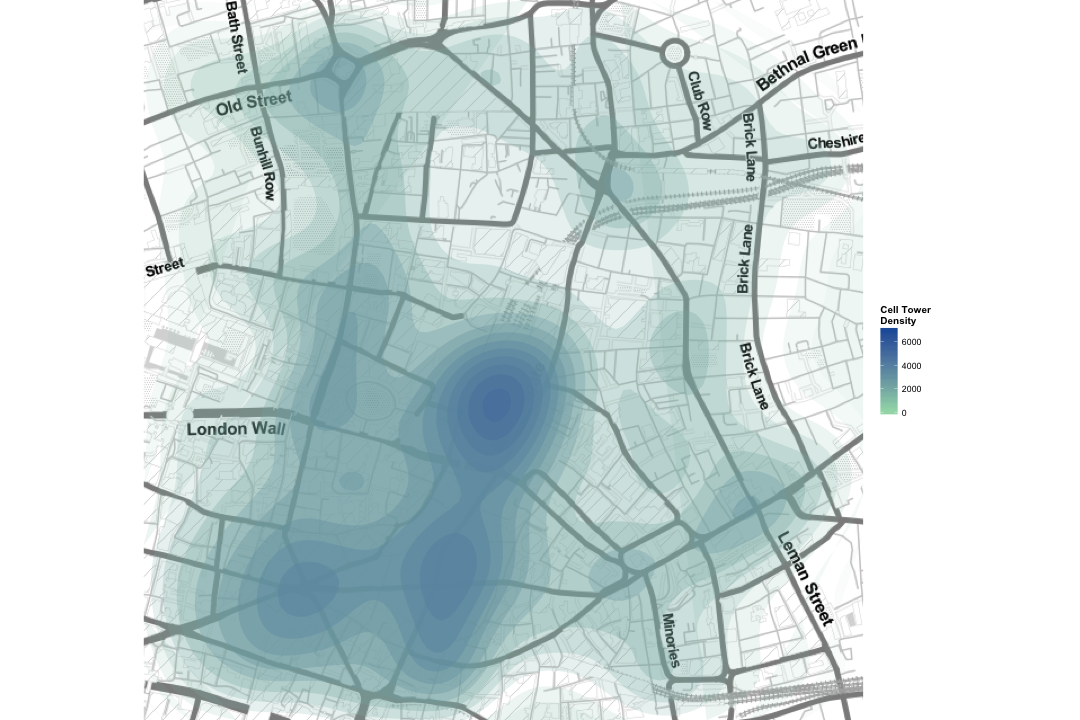 Bath Street
Old Street
Bunhill Row
Club Row
Bethnal Green
Brick Lane
Cheshire
Street
Brick Lane
Brick Lane
London Wall
Leman Street
Minories
Cell Tower
Density
6000
4000
2000
0